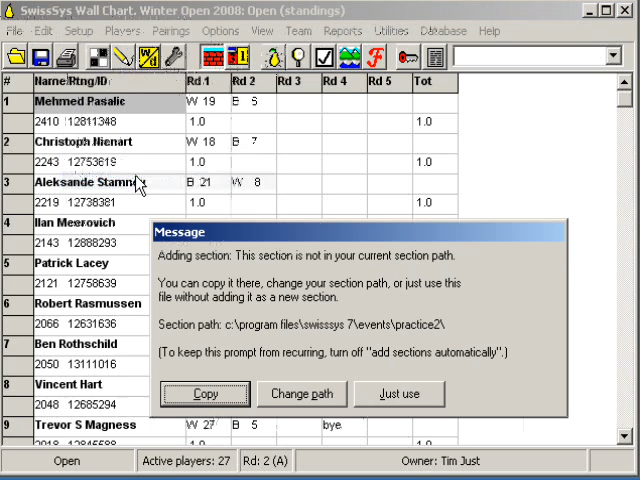 SwissSys Wall Chart. Winter Open 2008: Open (standings)
File Edit Setup Players Pairings Options View Team Reports Utilities Database Help
# Name/Rtng/ID Rd 1 Rd 2 Rd 3 Rd 4 Rd 5 Tot
1 Mehmed Pasalic W 19 B 6
2410 12811348 1.0 1.0
2 Christoph Nienart W 18 B 7
2243 12753619 1.0 1.0
3 Aleksande B 21 W 8
2219 12738381 1.0 1.0
4 Ilan Meerovich
2143 12888293
5 Patrick Lacey
2121 12758639
6 Robert Rasmussen
2066 12631636
7 Ben Rothschild
2050 13111016
8 Vincent Hart
2048 12685294
9 Trevor S Magness W 27 B 5 bye
Message
Adding section: This section is not in your current section path.
You can copy it there, change your section path, or just use this
file without adding it as a new section.
Section path: c:\program files\swisssys 7\events\practice2\
(To keep this prompt from recurring, turn off "add sections automatically".)
Copy Change path Just use
Open Active players: 27 Rd: 2 (A) Owner: Tim Just